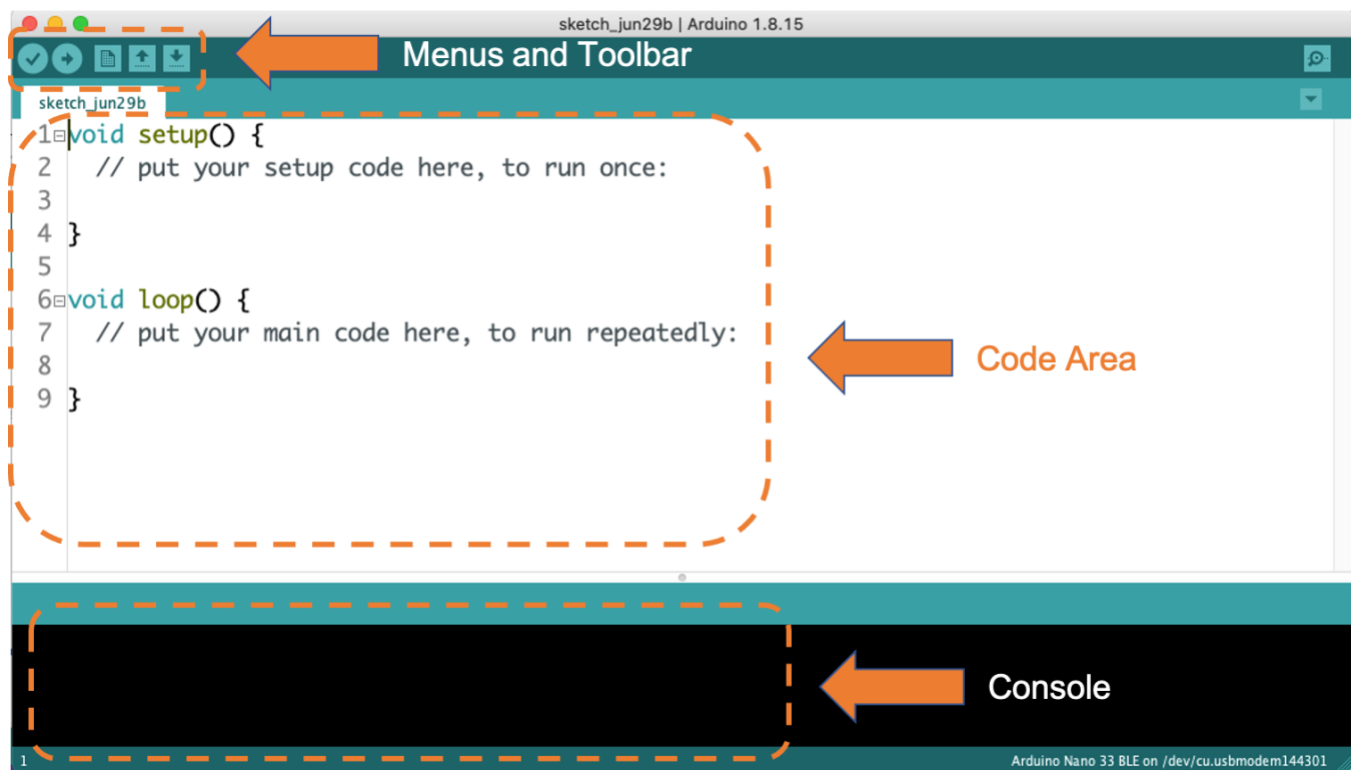 sketch_jun29b | Arduino 1.8.15
Menus and Toolbar
sketch_jun29b
1 void setup() {
2 // put your setup code here, to run once:
3
4 }
5
6 void loop() {
7 // put your main code here, to run repeatedly:
8
9 }
Code Area
Console
1
Arduino Nano 33 BLE on /dev/cu.usbmodem144301